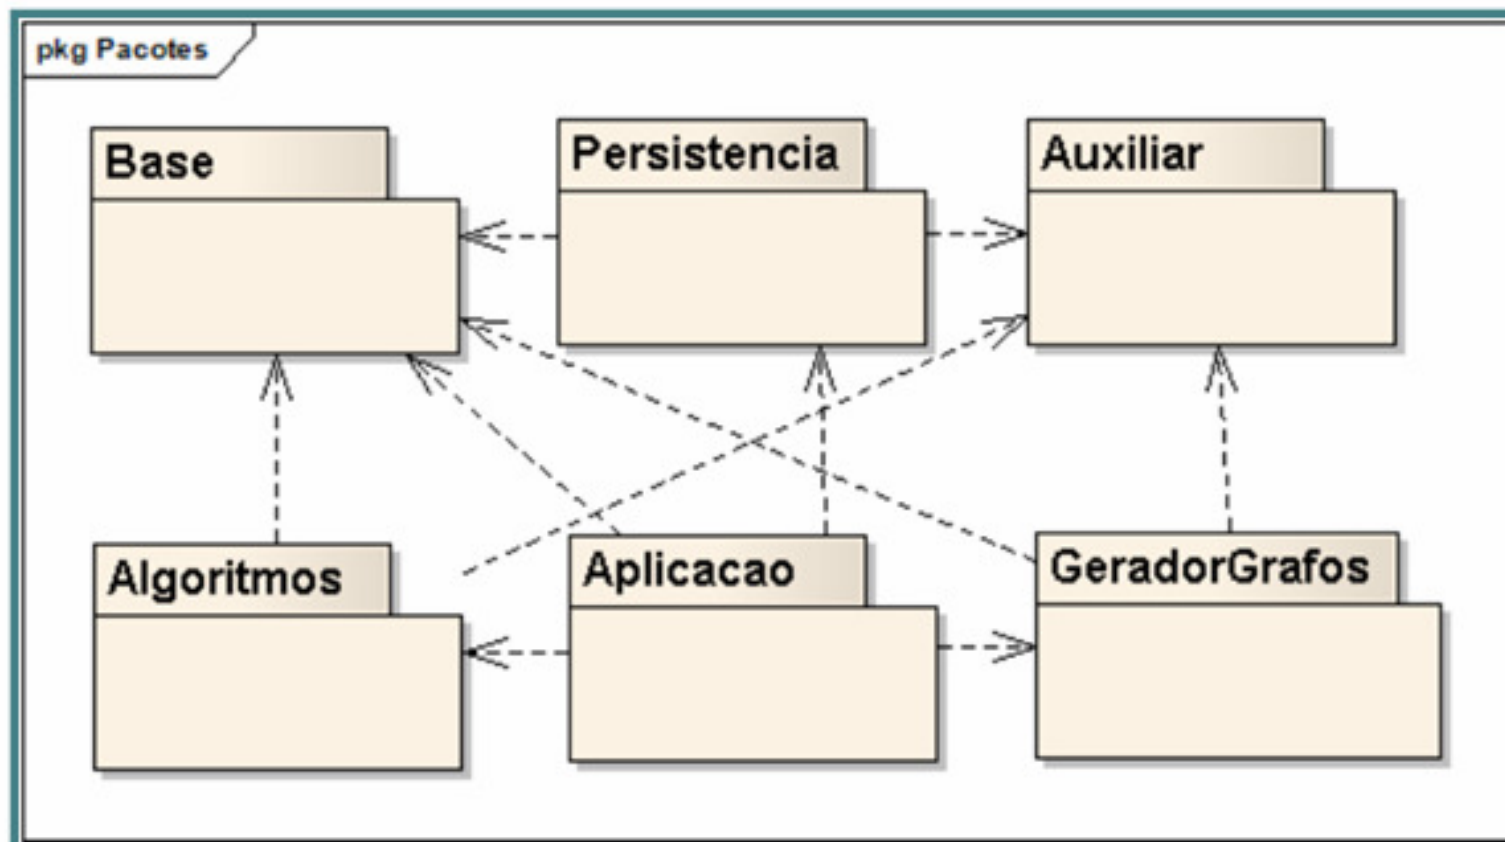 pkg Pacotes
Base
Persistencia
Auxiliar
Algoritmos
Aplicacao
GeradorGrafos